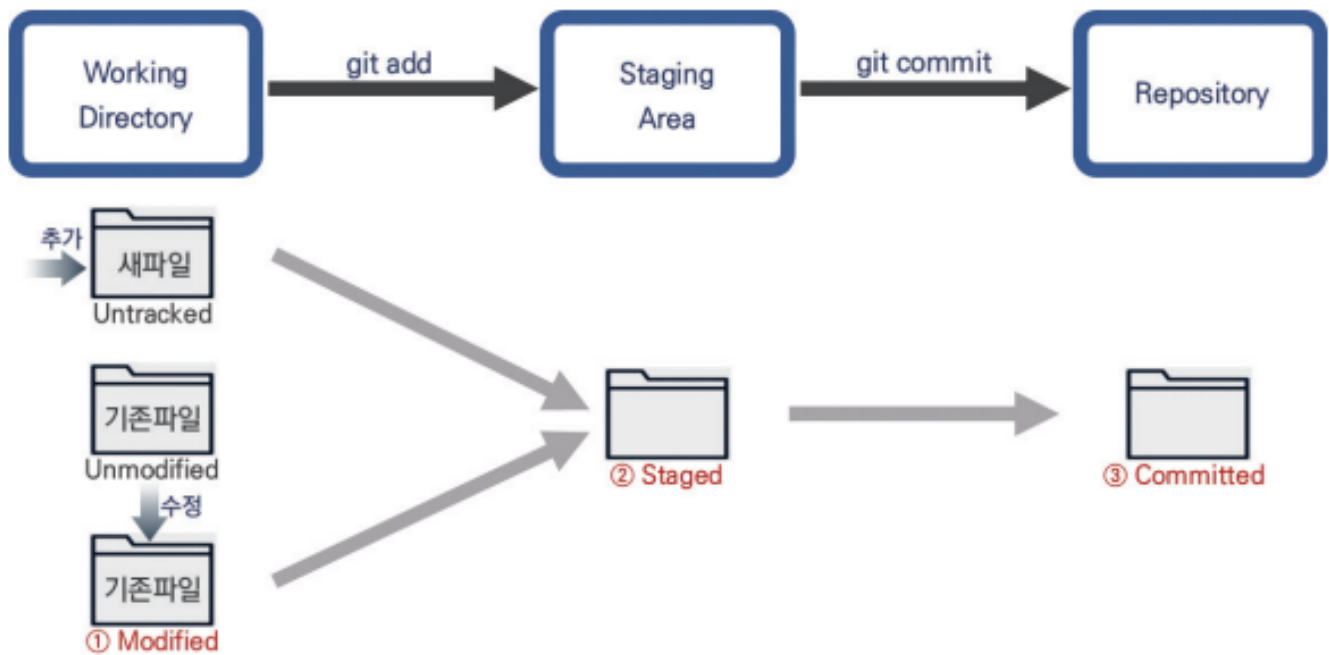 Working
Directory
git add
Staging
Area
git commit
Repository
추가
새파일
Untracked
기존파일
Unmodified
수정
기존파일
① Modified
② Staged
③ Committed